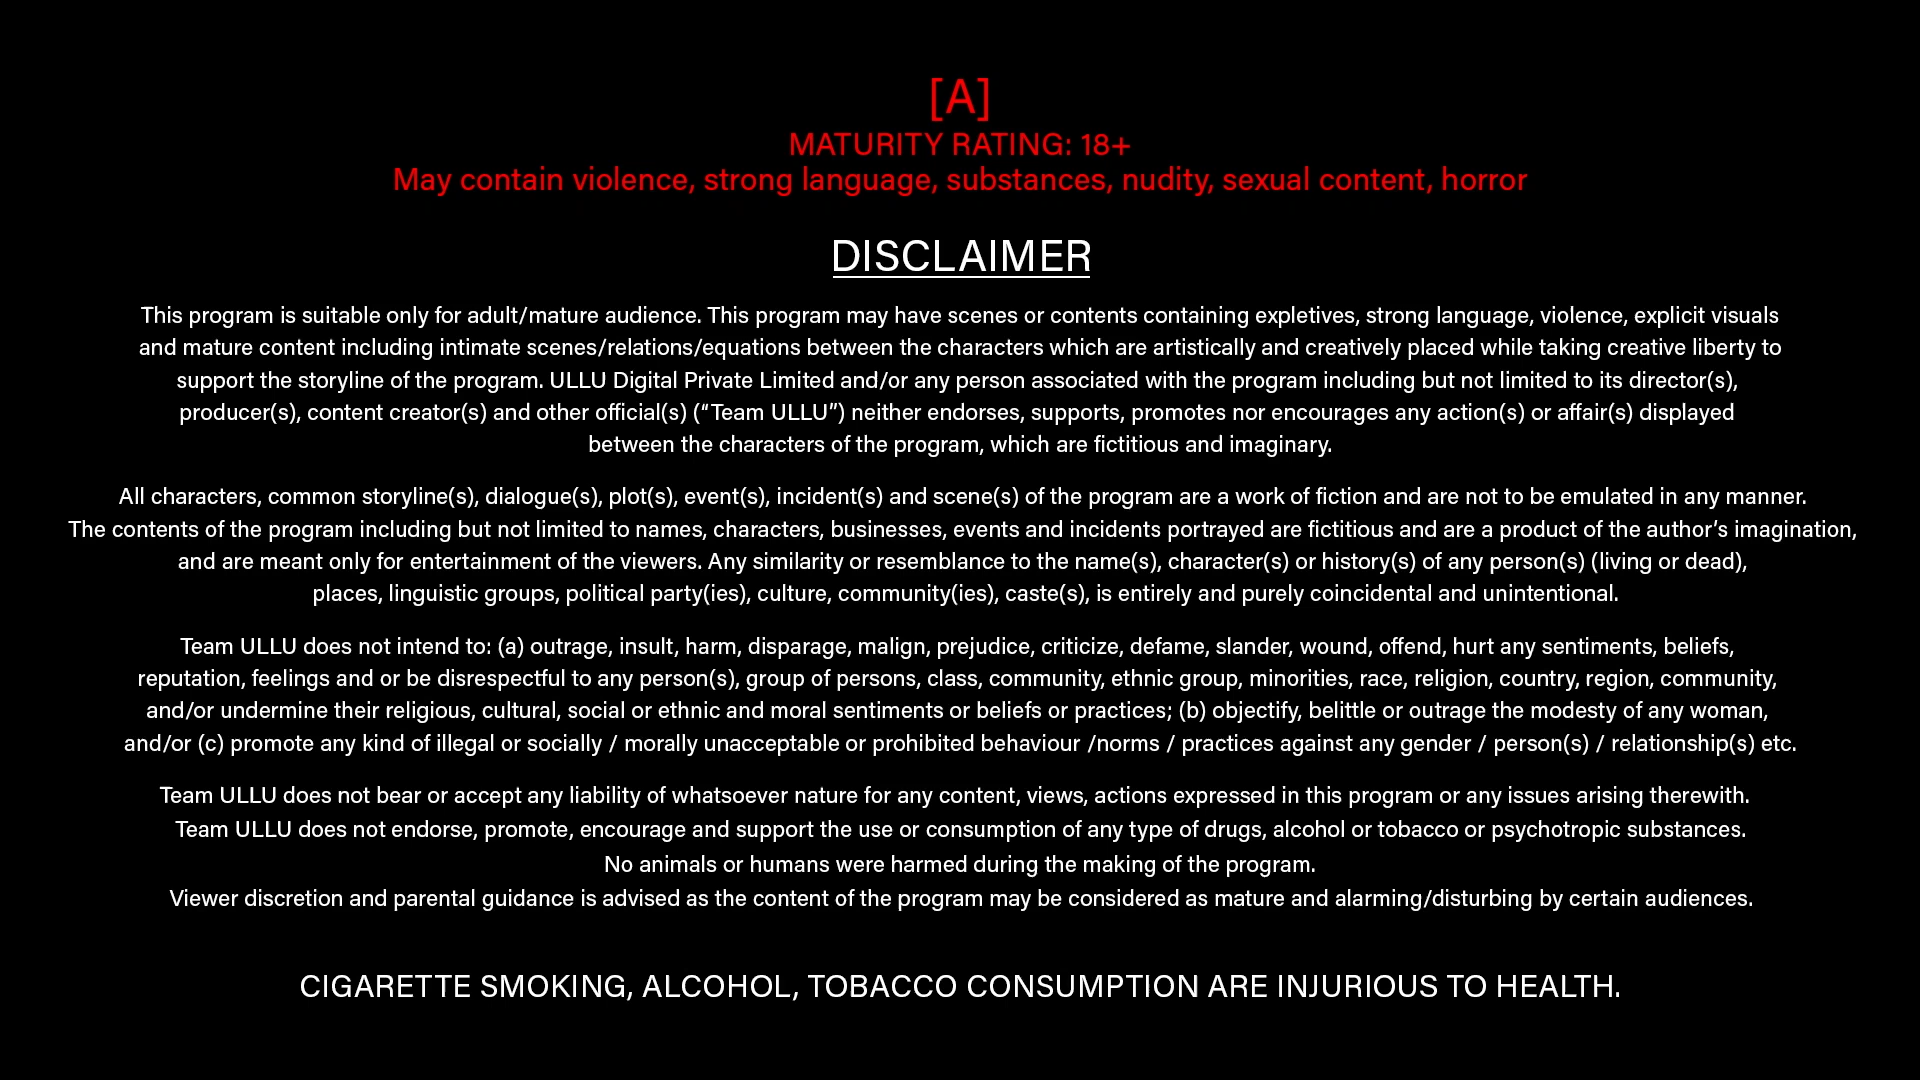 [A]
MATURITY RATING: 18+
May contain violence, strong language, substances, nudity, sexual content, horror
DISCLAIMER
This program is suitable only for adult/mature audience. This program may have scenes or contents containing expletives, strong language, violence, explicit visuals
and mature content including intimate scenes/relations/equations between the characters which are artistically and creatively placed while taking creative liberty to
support the storyline of the program. ULLU Digital Private Limited and/or any person associated with the program including but not limited to its director(s),
producer(s), content creator(s) and other official(s) (“Team ULLU”) neither endorses, supports, promotes nor encourages any action(s) or affair(s) displayed
between the characters of the program, which are fictitious and imaginary.
All characters, common storyline(s), dialogue(s), plot(s), event(s), incident(s) and scene(s) of the program are a work of fiction and are not to be emulated in any manner.
The contents of the program including but not limited to names, characters, businesses, events and incidents portrayed are fictitious and are a product of the author’s imagination,
and are meant only for entertainment of the viewers. Any similarity or resemblance to the name(s), character(s) or history(s) of any person(s) (living or dead),
places, linguistic groups, political party(ies), culture, community(ies), caste(s), is entirely and purely coincidental and unintentional.
Team ULLU does not intend to: (a) outrage, insult, harm, disparage, malign, prejudice, criticize, defame, slander, wound, offend, hurt any sentiments, beliefs,
reputation, feelings and or be disrespectful to any person(s), group of persons, class, community, ethnic group, minorities, race, religion, country, region, community,
and/or undermine their religious, cultural, social or ethnic and moral sentiments or beliefs or practices; (b) objectify, belittle or outrage the modesty of any woman,
and/or (c) promote any kind of illegal or socially / morally unacceptable or prohibited behaviour /norms / practices against any gender / person(s) / relationship(s) etc.
Team ULLU does not bear or accept any liability of whatsoever nature for any content, views, actions expressed in this program or any issues arising therewith.
Team ULLU does not endorse, promote, encourage and support the use or consumption of any type of drugs, alcohol or tobacco or psychotropic substances.
No animals or humans were harmed during the making of the program.
Viewer discretion and parental guidance is advised as the content of the program may be considered as mature and alarming/disturbing by certain audiences.
CIGARETTE SMOKING, ALCOHOL, TOBACCO CONSUMPTION ARE INJURIOUS TO HEALTH.